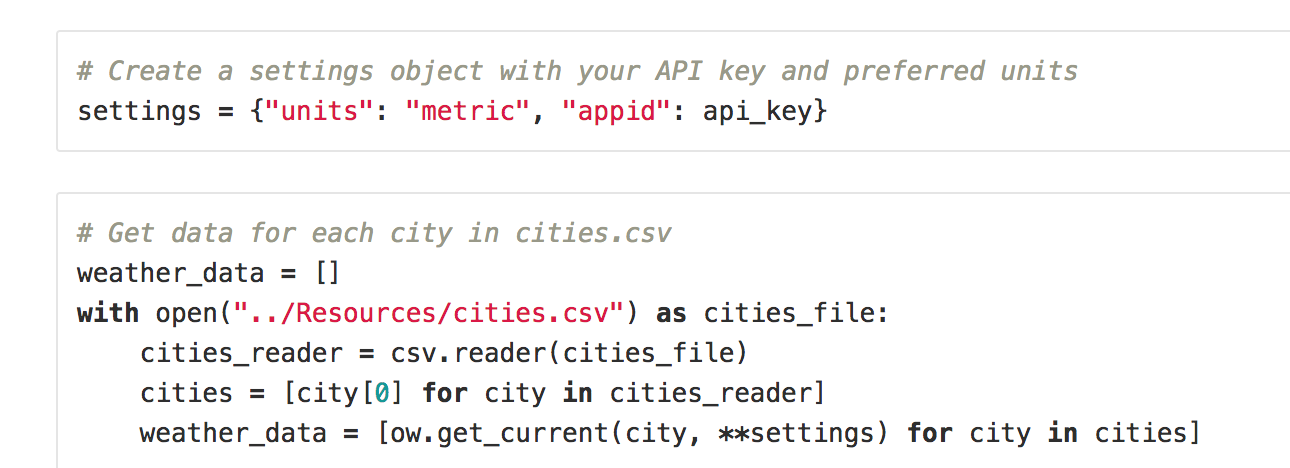 # Create a settings object with your API key and preferred units
settings = {"units": "metric", "appid": api_key}
# Get data for each city in cities.csv
weather_data = []
with open("../Resources/cities.csv") as cities_file:
    cities_reader = csv.reader(cities_file)
    cities = [city[0] for city in cities_reader]
    weather_data = [ow.get_current(city, **settings) for city in cities]